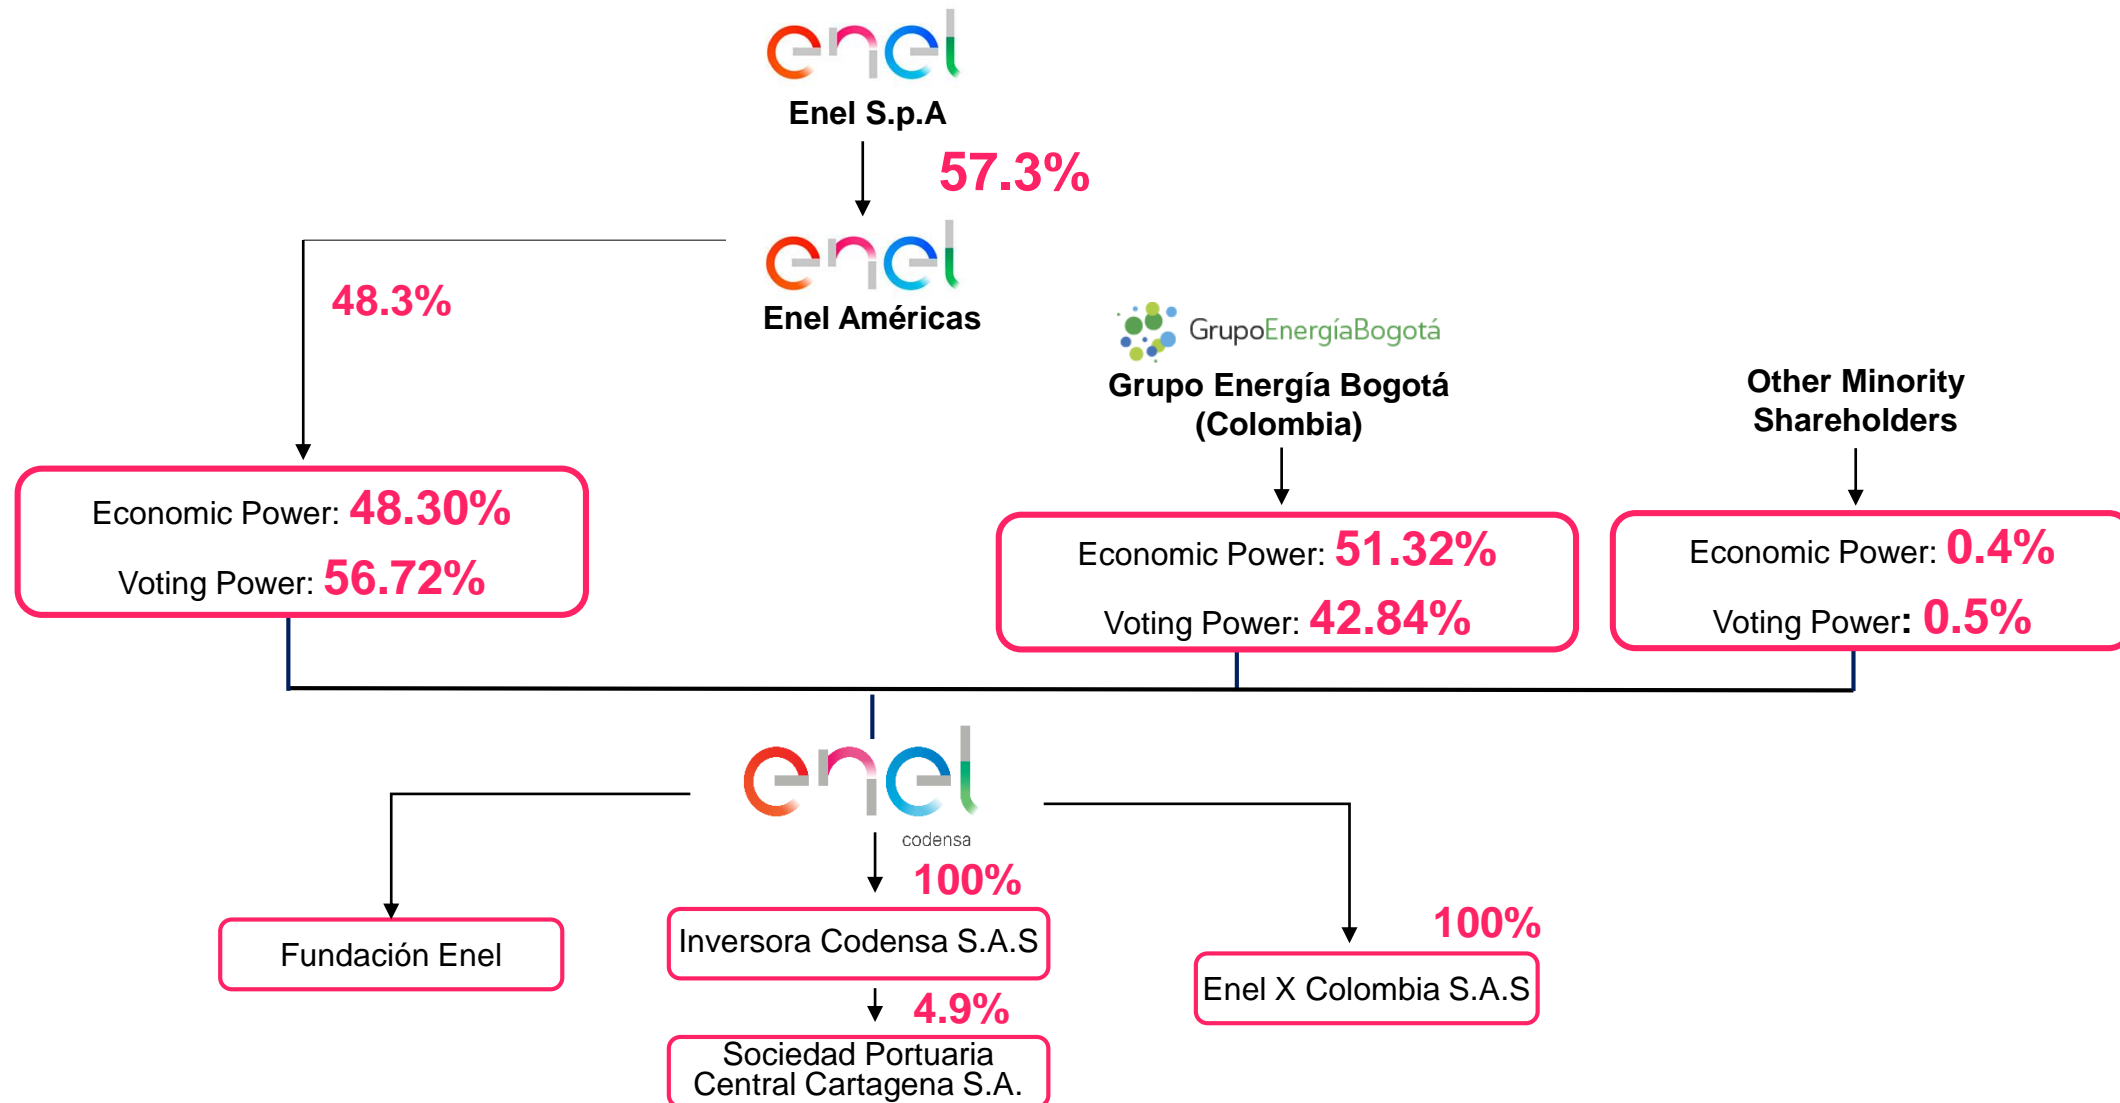 enel
Enel S.p.A
57.3%
enel
Enel Américas
48.3%
GrupoEnergíaBogotá
Grupo Energía Bogotá
(Colombia)
Other Minority
Shareholders
Economic Power: 48.30%
Voting Power: 56.72%
Economic Power: 51.32%
Voting Power: 42.84%
Economic Power: 0.4%
Voting Power: 0.5%
enel
codensa
100%
Fundación Enel
Inversora Codensa S.A.S
100%
Enel X Colombia S.A.S
4.9%
Sociedad Portuaria
Central Cartagena S.A.